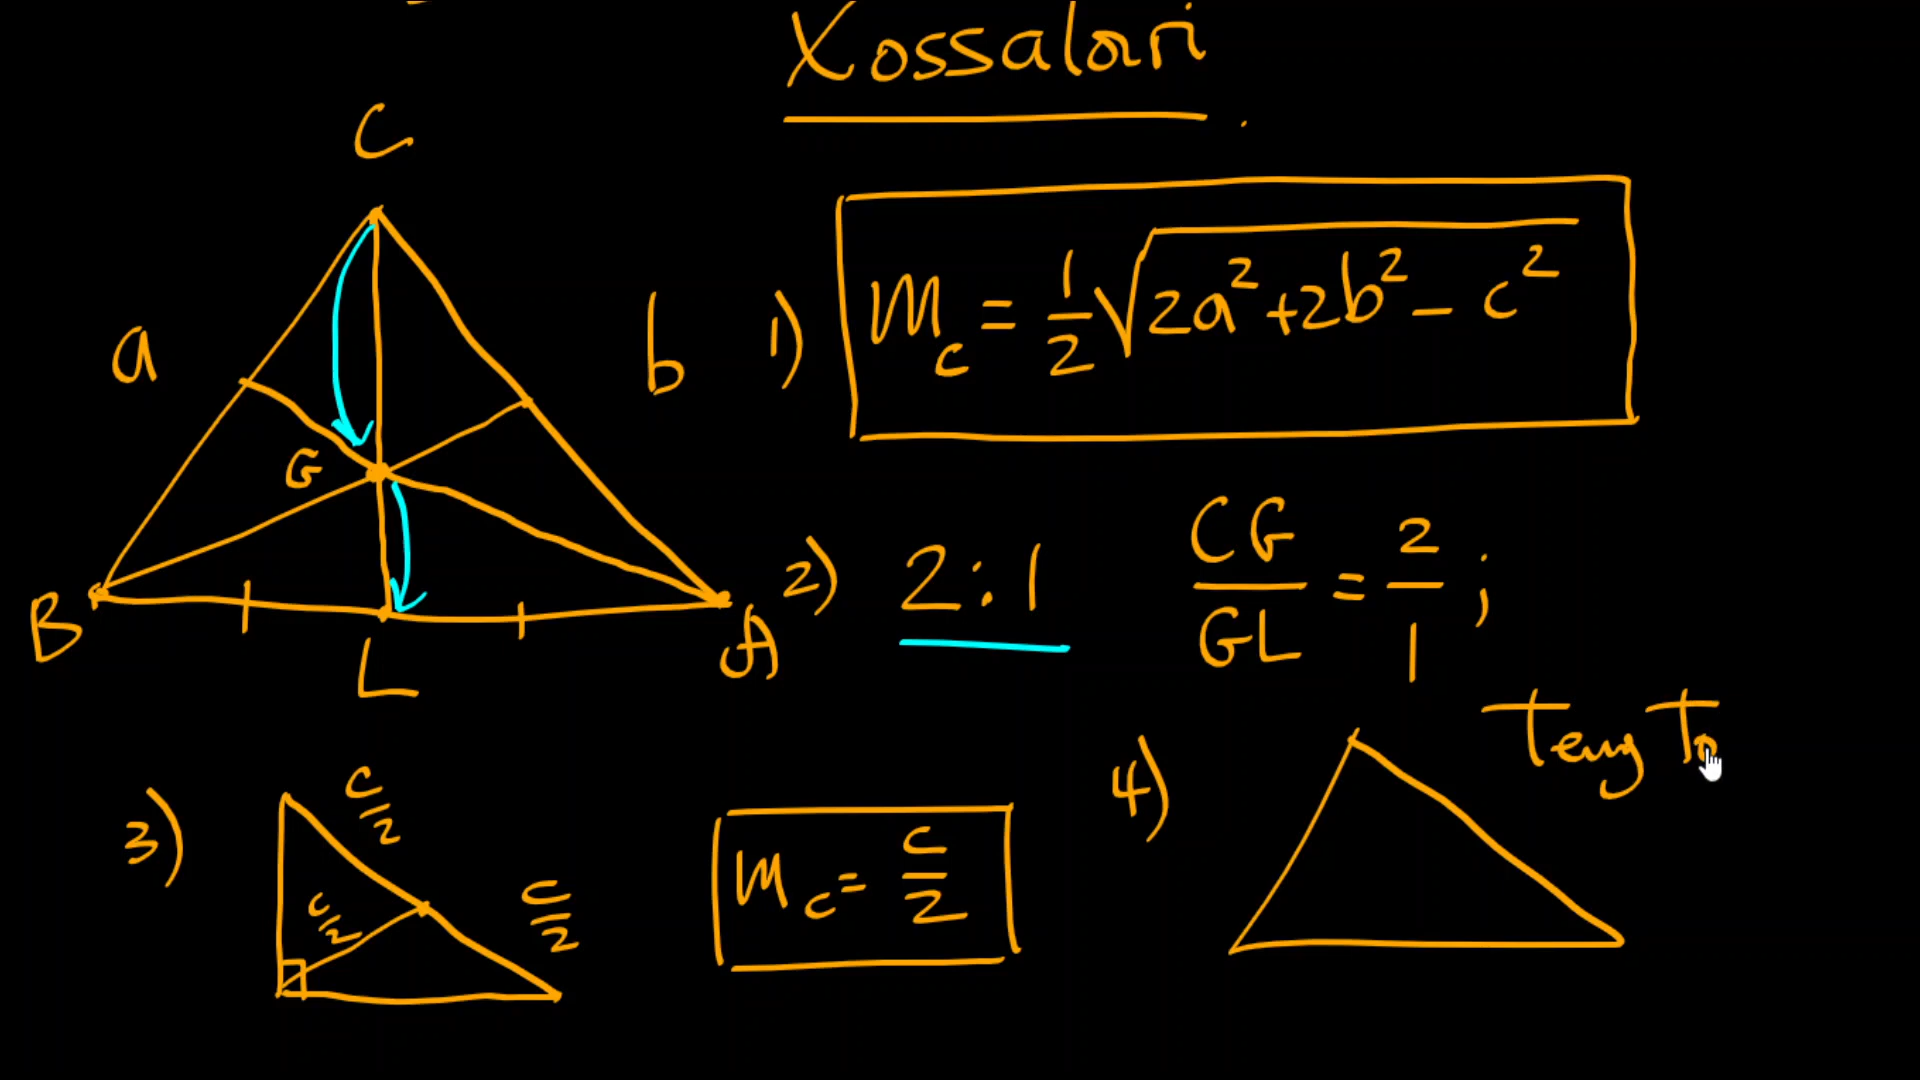 Xossalari
C
a
b
G
B
L
A
1) m_c = 1/2 √(2a² + 2b² - c²)
2) 2:1 CG/GL = 2/1 ;
3) c/2
c/2
c/2
m_c = c/2
4) Teng To